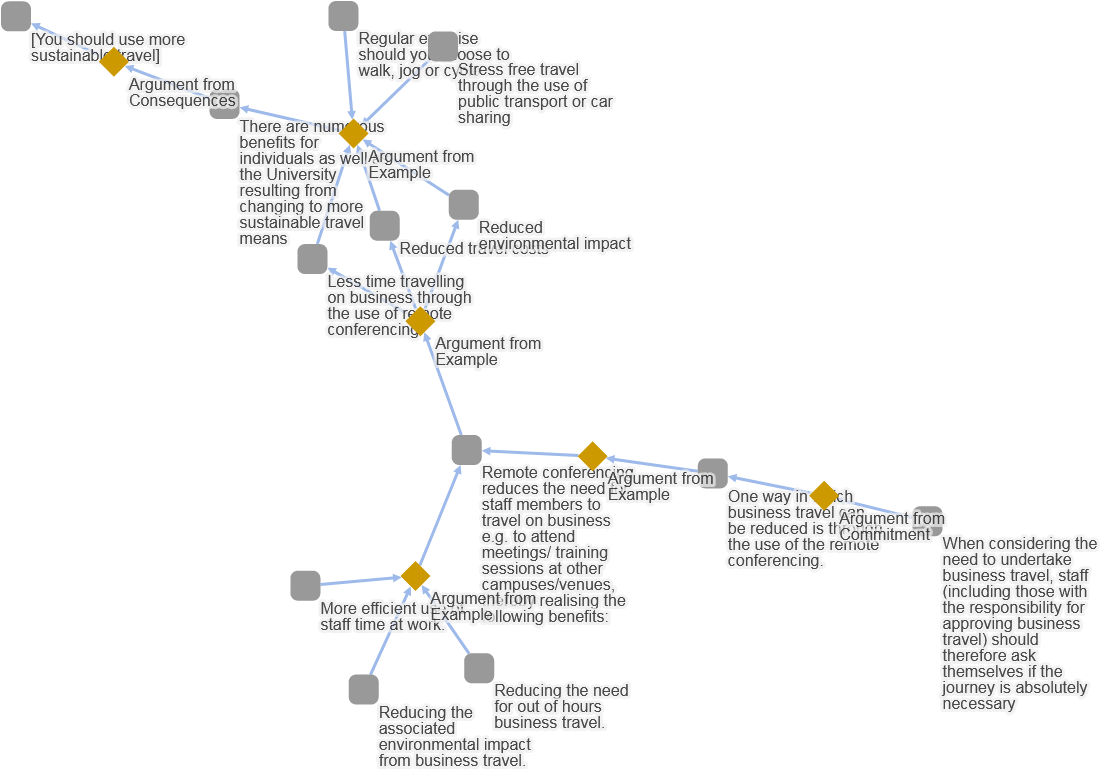 [You should use more
sustainable travel]
Argument from
Consequences
Regular
should you choose to
walk, jog or
Stress free travel
through the use of
public transport or car
sharing
There are numerous
benefits for
individuals as well
the University
resulting from
changing to more
sustainable travel
means
Argument from
Example
Reduced
environmental impact
Reduced travel costs
Less time travelling
on business through
the use of remote
conferencing
Argument from
Example
Remote conferencing
reduces the need
staff members to
travel on business
e.g. to attend
meetings/ training
sessions at other
campuses/venues,
realising the
following benefits:
Argument from
Example
One way in which
business travel can
be reduced is through
the use of the remote
conferencing.
Argument from
Commitment
When considering the
need to undertake
business travel, staff
(including those with
the responsibility for
approving business
travel) should
therefore ask
themselves if the
journey is absolutely
necessary
More efficient
staff time at work.
Argument from
Example
Reducing the need
for out of hours
business travel.
Reducing the
associated
environmental impact
from business travel.